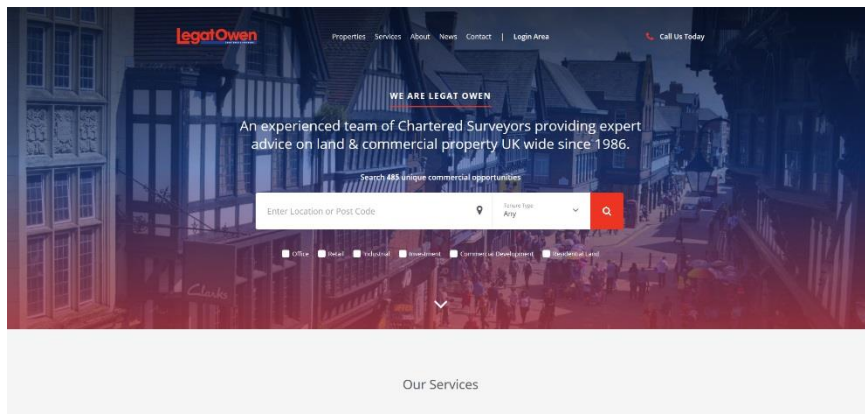 LegatOwen
Properties Services About News Contact | Login Area
Call Us Today
WE ARE LEGAT OWEN
An experienced team of Chartered Surveyors providing expert
advice on land & commercial property UK wide since 1986.
Search 485 unique commercial opportunities
Enter Location or Post Code
Tenure Type
Any
Office Retail Industrial Investment Commercial Development Residential Land
Clarks
Our Services